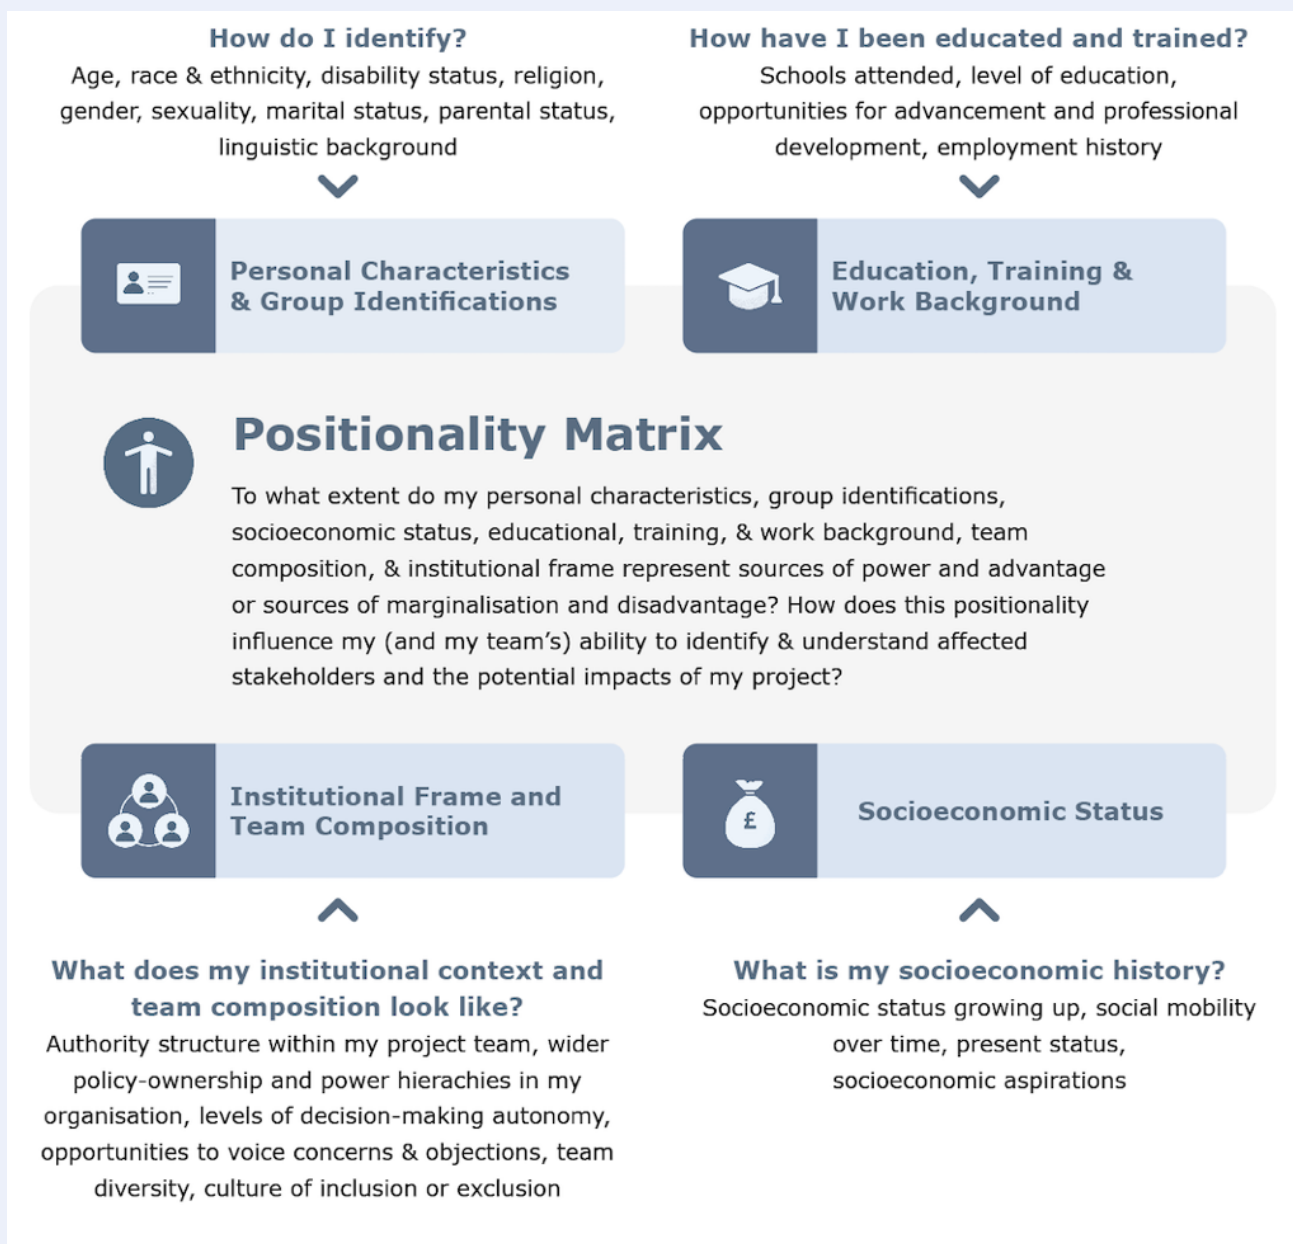 How do I identify?
Age, race & ethnicity, disability status, religion,
gender, sexuality, marital status, parental status,
linguistic background
How have I been educated and trained?
Schools attended, level of education,
opportunities for advancement and professional
development, employment history
Personal Characteristics
& Group Identifications
Education, Training &
Work Background
Positionality Matrix
To what extent do my personal characteristics, group identifications,
socioeconomic status, educational, training, & work background, team
composition, & institutional frame represent sources of power and advantage
or sources of marginalisation and disadvantage? How does this positionality
influence my (and my team’s) ability to identify & understand affected
stakeholders and the potential impacts of my project?
Institutional Frame and
Team Composition
£
Socioeconomic Status
What does my institutional context and
team composition look like?
Authority structure within my project team, wider
policy-ownership and power hierachies in my
organisation, levels of decision-making autonomy,
opportunities to voice concerns & objections, team
diversity, culture of inclusion or exclusion
What is my socioeconomic history?
Socioeconomic status growing up, social mobility
over time, present status,
socioeconomic aspirations